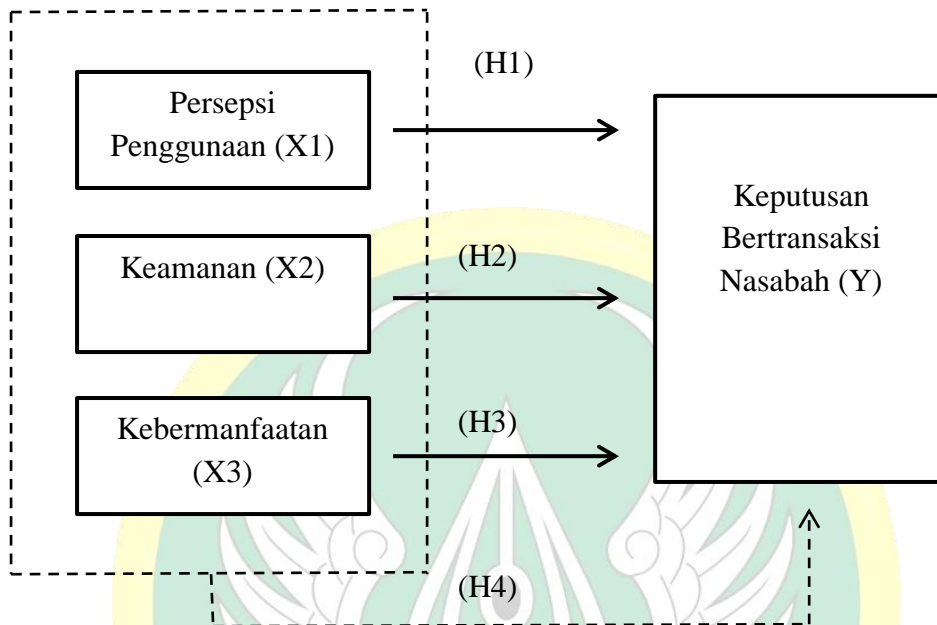 (H1)
Persepsi
Penggunaan (X1)
Keamanan (X2)
(H2)
Kebermanfaatan
(X3)
(H3)
Keputusan
Bertransaksi
Nasabah (Y)
(H4)